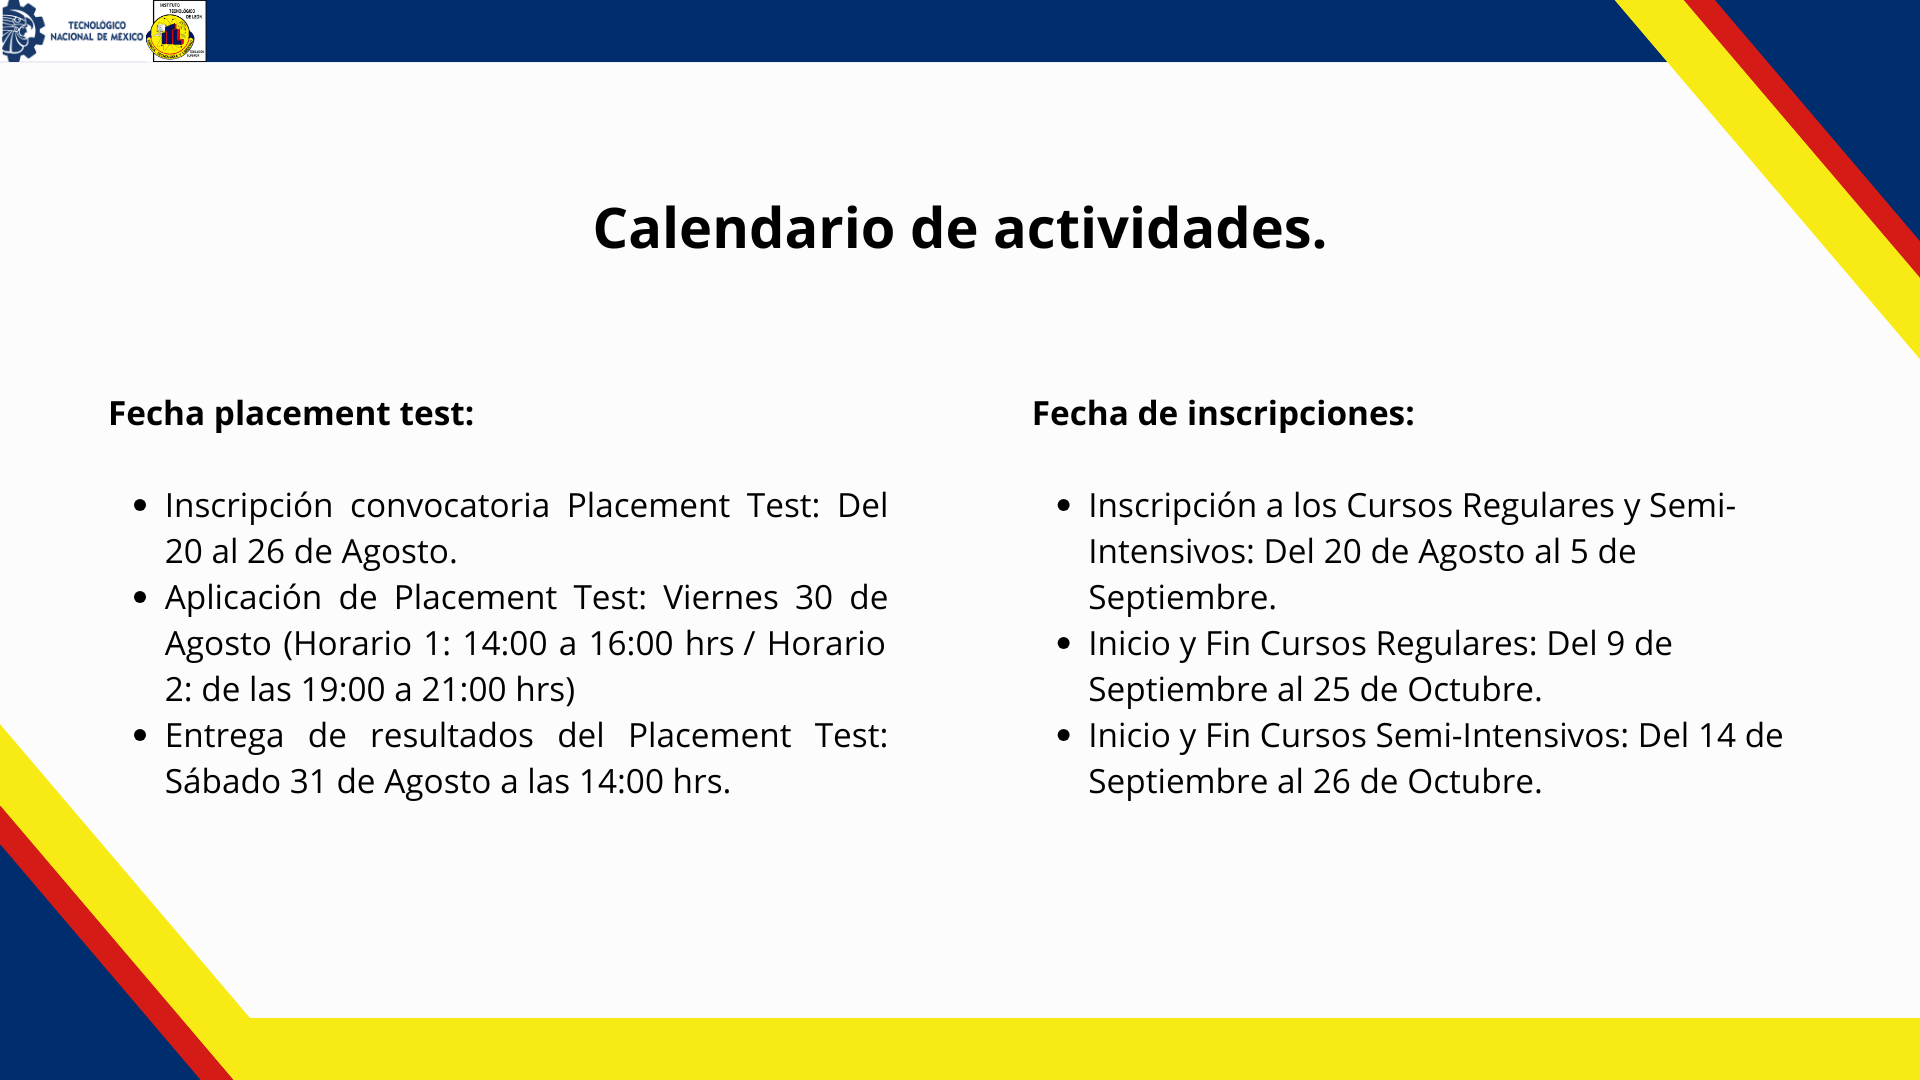 TECNOLÓGICO
NACIONAL DE MÉXICO
INSTITUTO
TECNOLÓGICO
DE LEÓN
Calendario de actividades.
Fecha placement test:
Inscripción convocatoria Placement Test: Del
20 al 26 de Agosto.
Aplicación de Placement Test: Viernes 30 de
Agosto (Horario 1: 14:00 a 16:00 hrs / Horario
2: de las 19:00 a 21:00 hrs)
Entrega de resultados del Placement Test:
Sábado 31 de Agosto a las 14:00 hrs.
Fecha de inscripciones:
Inscripción a los Cursos Regulares y Semi-
Intensivos: Del 20 de Agosto al 5 de
Septiembre.
Inicio y Fin Cursos Regulares: Del 9 de
Septiembre al 25 de Octubre.
Inicio y Fin Cursos Semi-Intensivos: Del 14 de
Septiembre al 26 de Octubre.